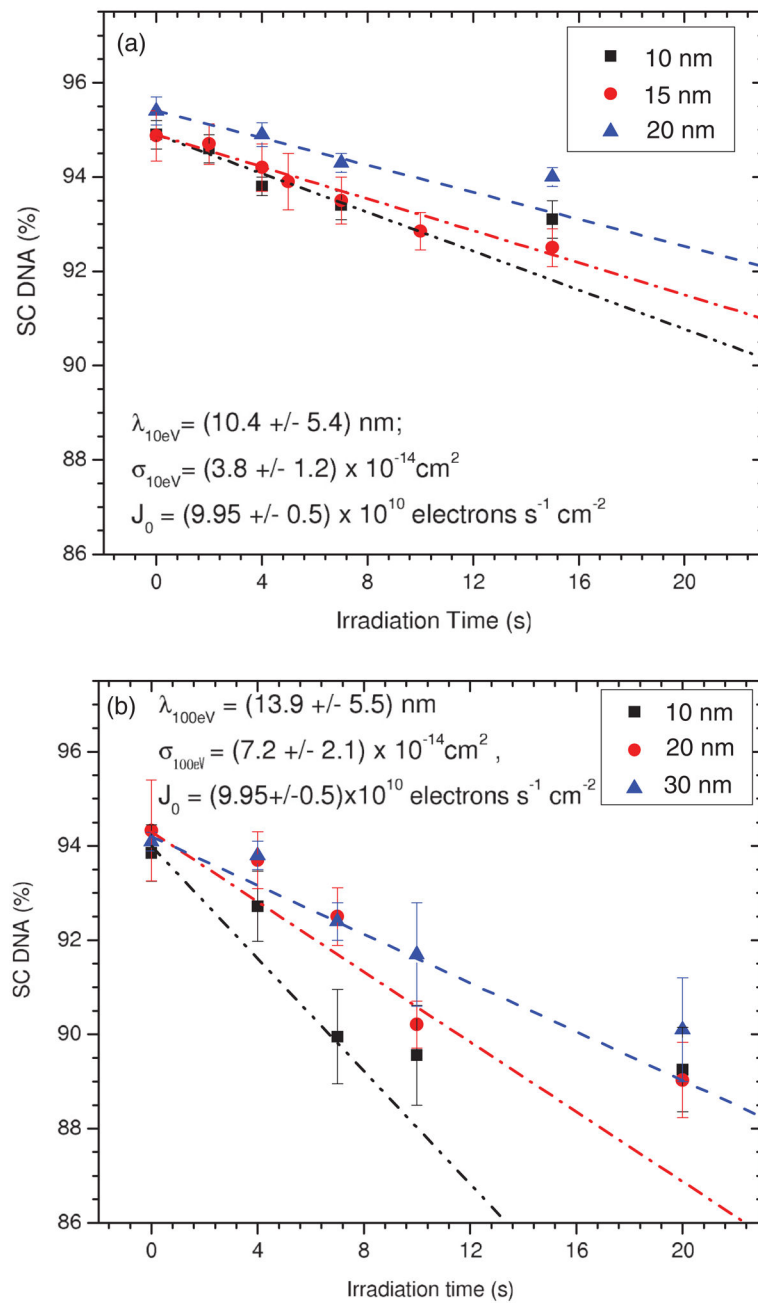 (a)
10 nm
15 nm
20 nm
96
94
92
90
88
86
SC DNA (%)
λ10eV= (10.4 +/- 5.4) nm;
σ10eV= (3.8 +/- 1.2) x 10-14cm2
J0 = (9.95 +/- 0.5) x 1010 electrons s-1 cm-2
0 4 8 12 16 20
Irradiation Time (s)
(b)
λ100eV = (13.9 +/- 5.5) nm
σ100eV = (7.2 +/- 2.1) x 10-14cm2 ,
J0 = (9.95+/-0.5)x1010 electrons s-1 cm-2
10 nm
20 nm
30 nm
96
94
92
90
88
86
SC DNA (%)
0 4 8 12 16 20
Irradiation time (s)